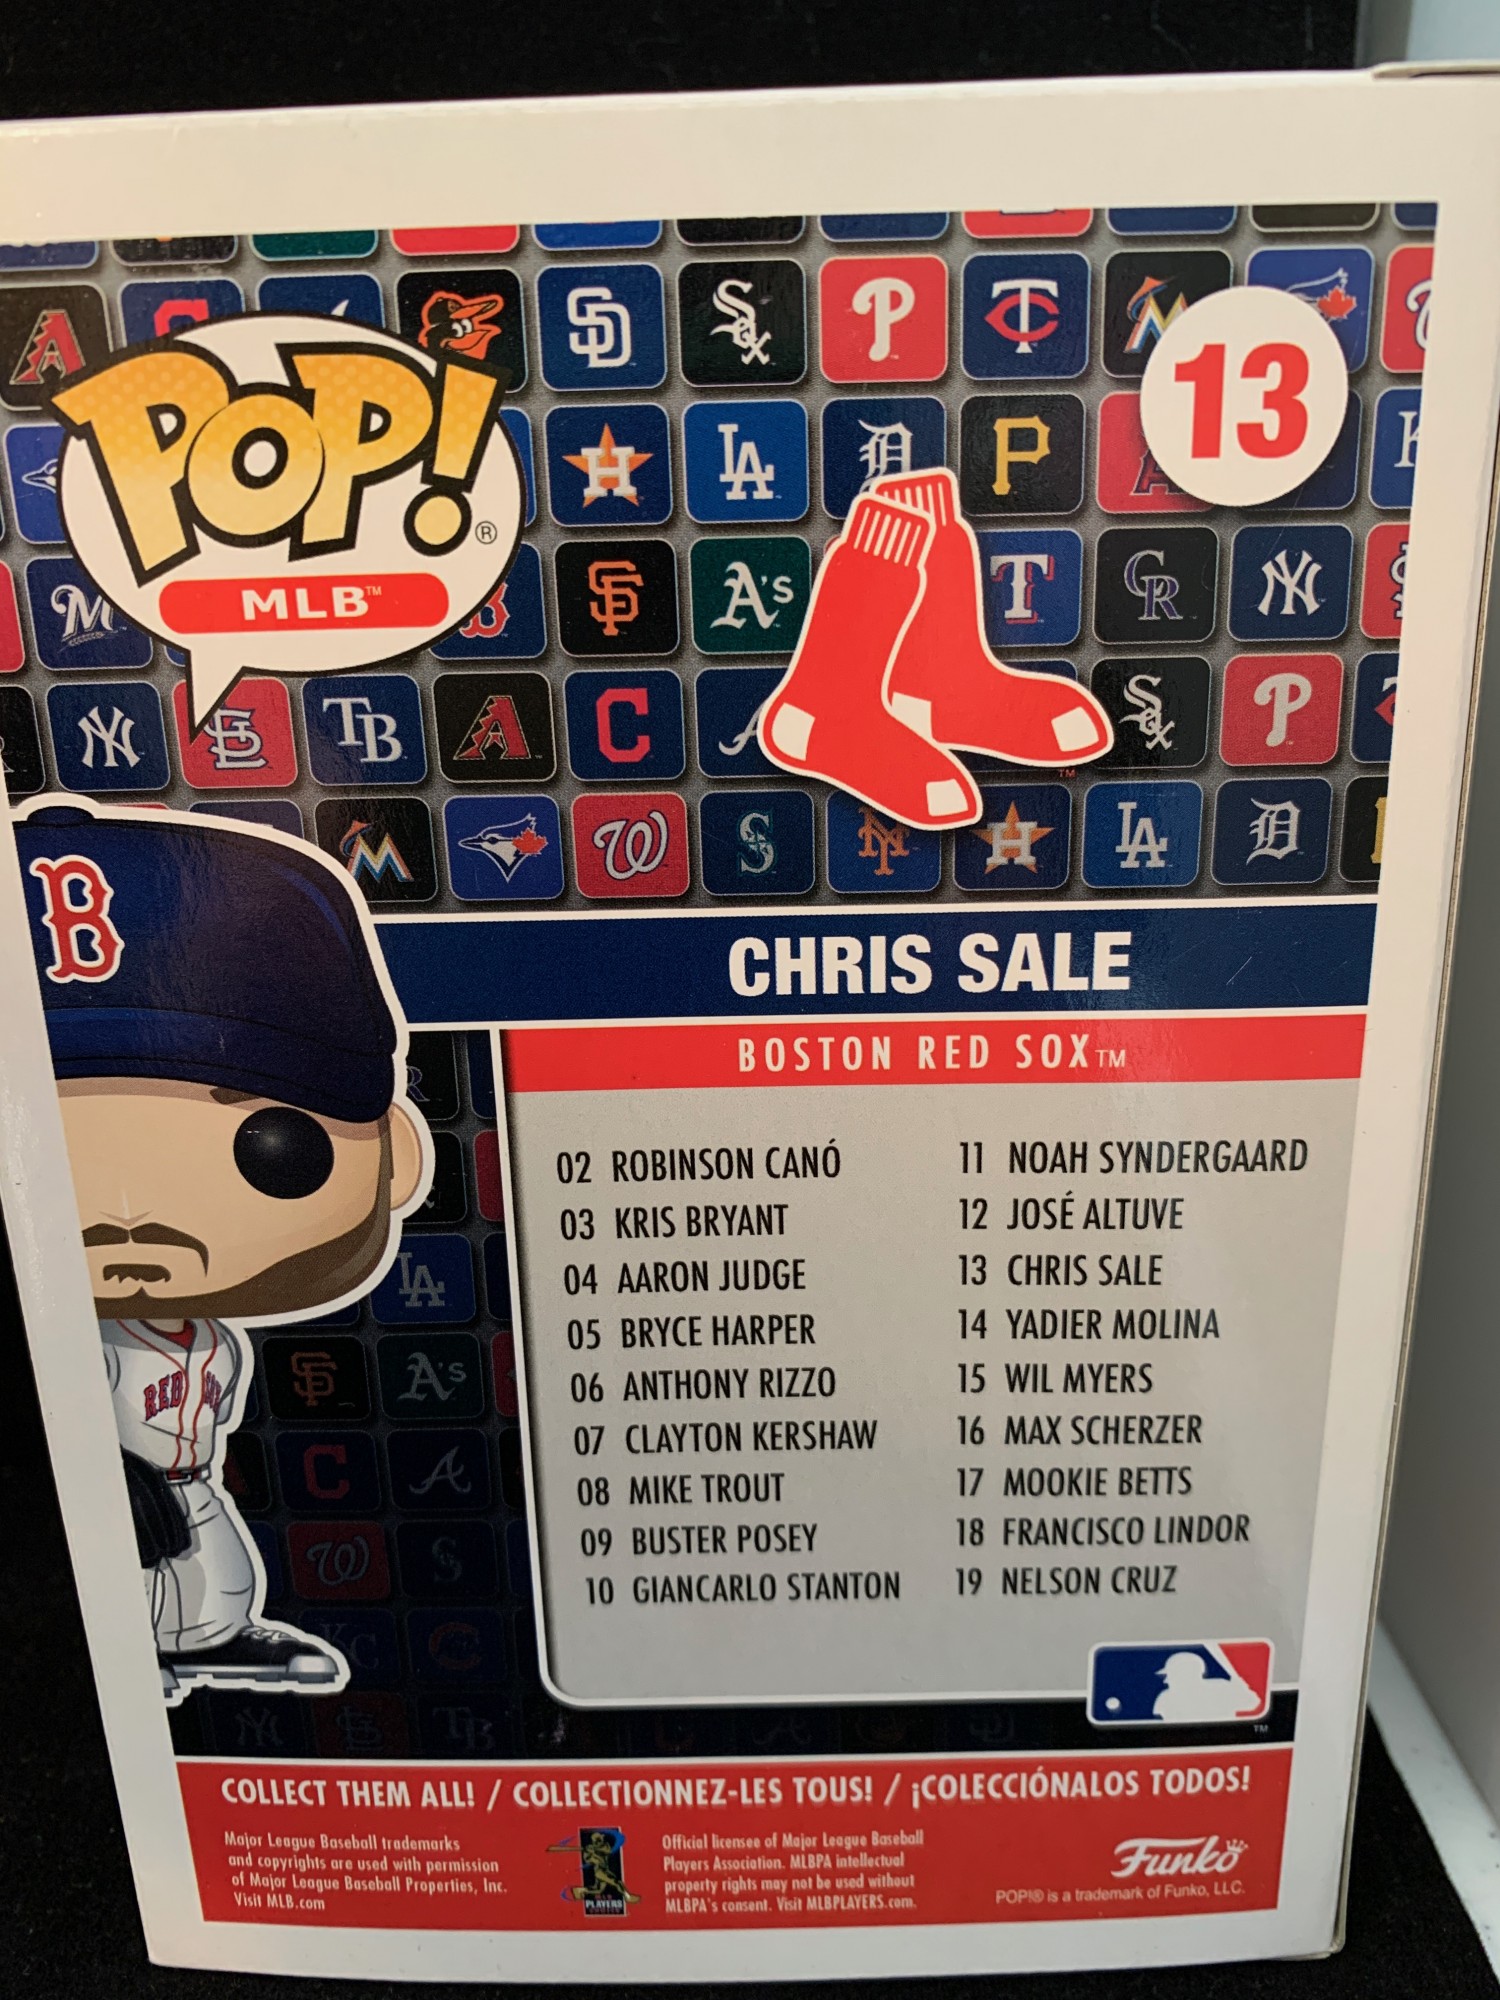 POP!®
MLB™
13
CHRIS SALE
BOSTON RED SOX™
02 ROBINSON CANÓ
03 KRIS BRYANT
04 AARON JUDGE
05 BRYCE HARPER
06 ANTHONY RIZZO
07 CLAYTON KERSHAW
08 MIKE TROUT
09 BUSTER POSEY
10 GIANCARLO STANTON
11 NOAH SYNDERGAARD
12 JOSÉ ALTUVE
13 CHRIS SALE
14 YADIER MOLINA
15 WIL MYERS
16 MAX SCHERZER
17 MOOKIE BETTS
18 FRANCISCO LINDOR
19 NELSON CRUZ
COLLECT THEM ALL! / COLLECTIONNEZ-LES TOUS! / ¡COLECCIÓNALOS TODOS!
Major League Baseball trademarks
and copyrights are used with permission
of Major League Baseball Properties, Inc.
Visit MLB.com
PLAYERS
Official licensee of Major League Baseball
Players Association. MLBPA intellectual
property rights may not be used without
MLBPA's consent. Visit MLBPLAYERS.com.
Funko
POP!® is a trademark of Funko, LLC.